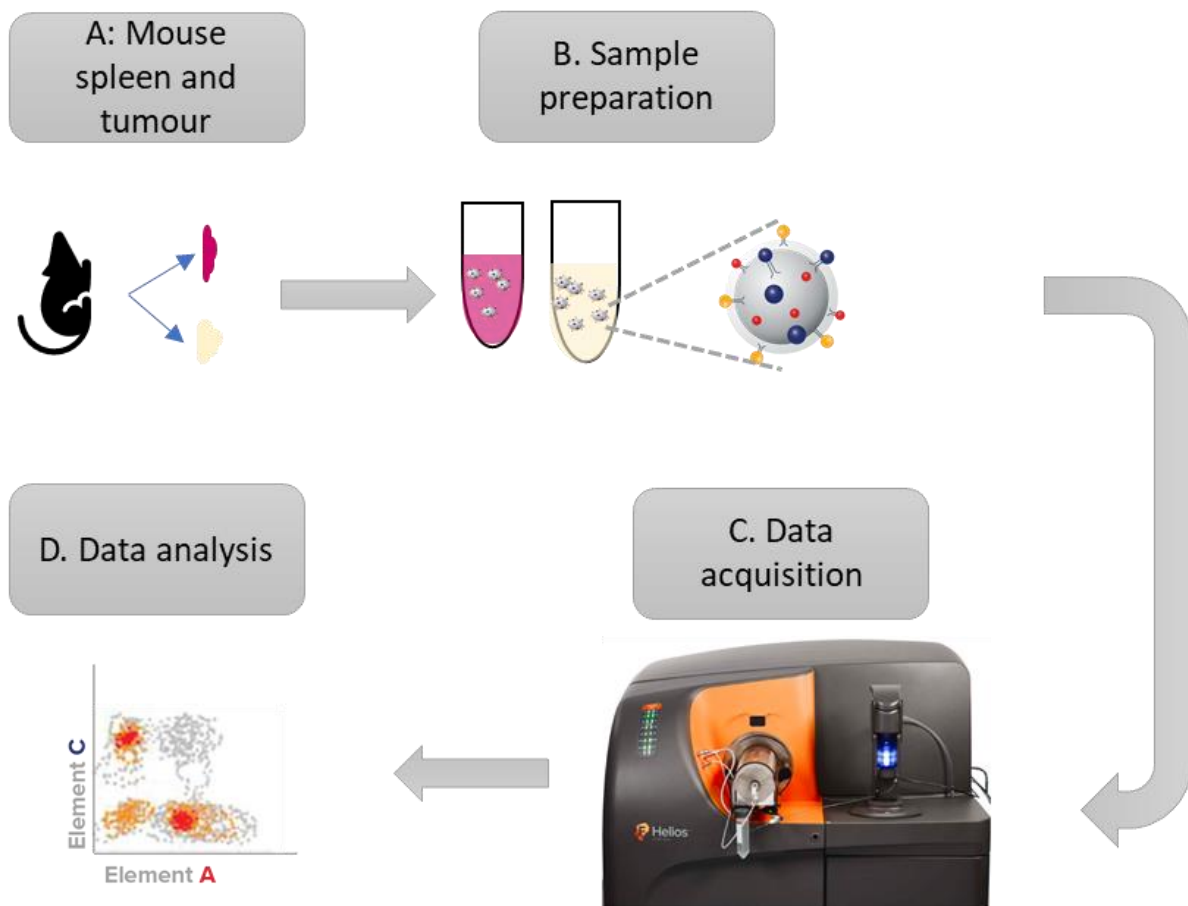 A: Mouse
spleen and
tumour
B. Sample
preparation
D. Data analysis
C. Data
acquisition
Helios
Element C
Element A